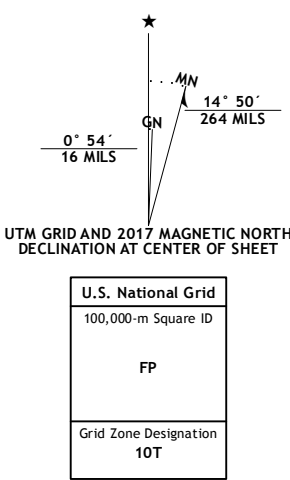 ★
MN
GN
14° 50´
264 MILS
0° 54´
16 MILS
UTM GRID AND 2017 MAGNETIC NORTH
DECLINATION AT CENTER OF SHEET
U.S. National Grid
100,000-m Square ID
FP
Grid Zone Designation
10T